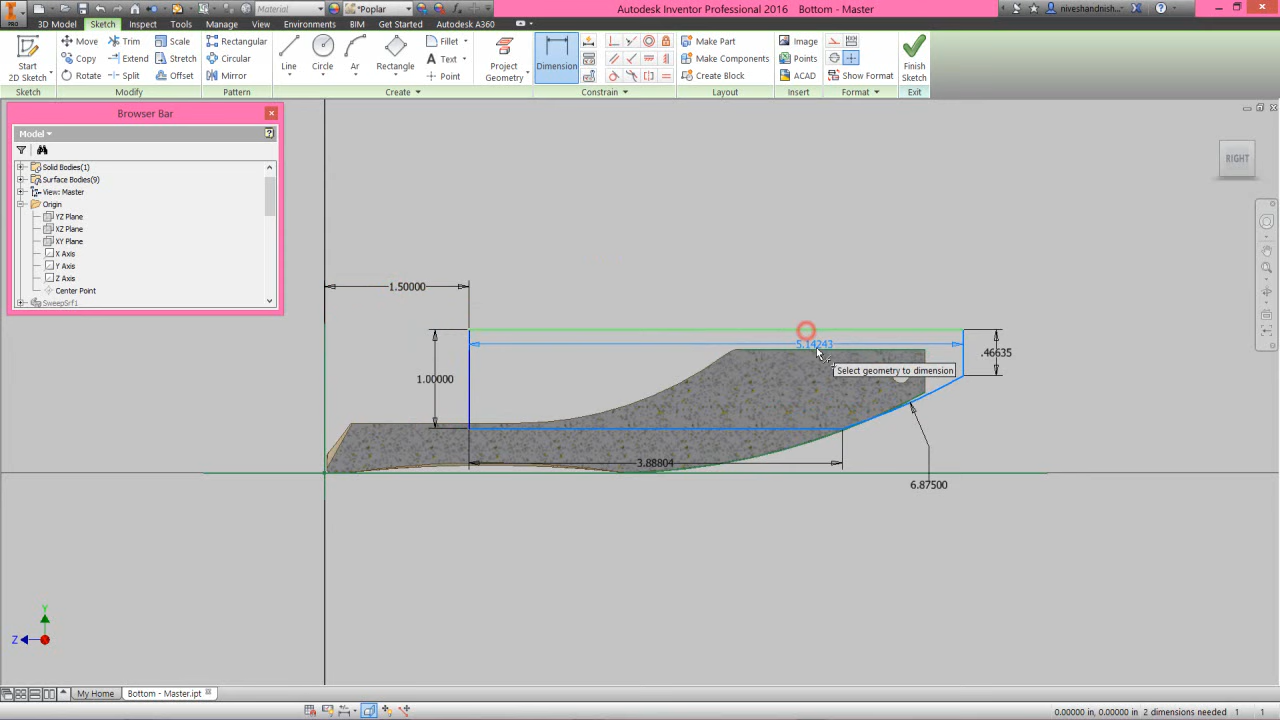 Material
*Poplar
Autodesk Inventor Professional 2016 Bottom - Master
niveshandnish...
PRO
3D Model
Sketch
Inspect
Tools
Manage
View
Environments
BIM
Get Started
Autodesk A360
Start
2D Sketch
Move
Trim
Scale
Copy
Extend
Stretch
Rotate
Split
Offset
Rectangular
Circular
Mirror
Line
Circle
Arc
Rectangle
Fillet
Text
Point
Project
Geometry
Dimension
Make Part
Make Components
Create Block
Image
Points
ACAD
Show Format
Finish
Sketch
Sketch
Modify
Pattern
Create
Constrain
Layout
Insert
Format
Exit
Browser Bar
Model
Solid Bodies(1)
Surface Bodies(9)
View: Master
Origin
YZ Plane
XZ Plane
XY Plane
X Axis
Y Axis
Z Axis
Center Point
SweepSrf1
RIGHT
1.50000
5.14243
.46635
1.00000
Select geometry to dimension
3.88804
6.87500
Y
Z
My Home
Bottom - Master.ipt
0.00000 in, 0.00000 in 2 dimensions needed 1 1